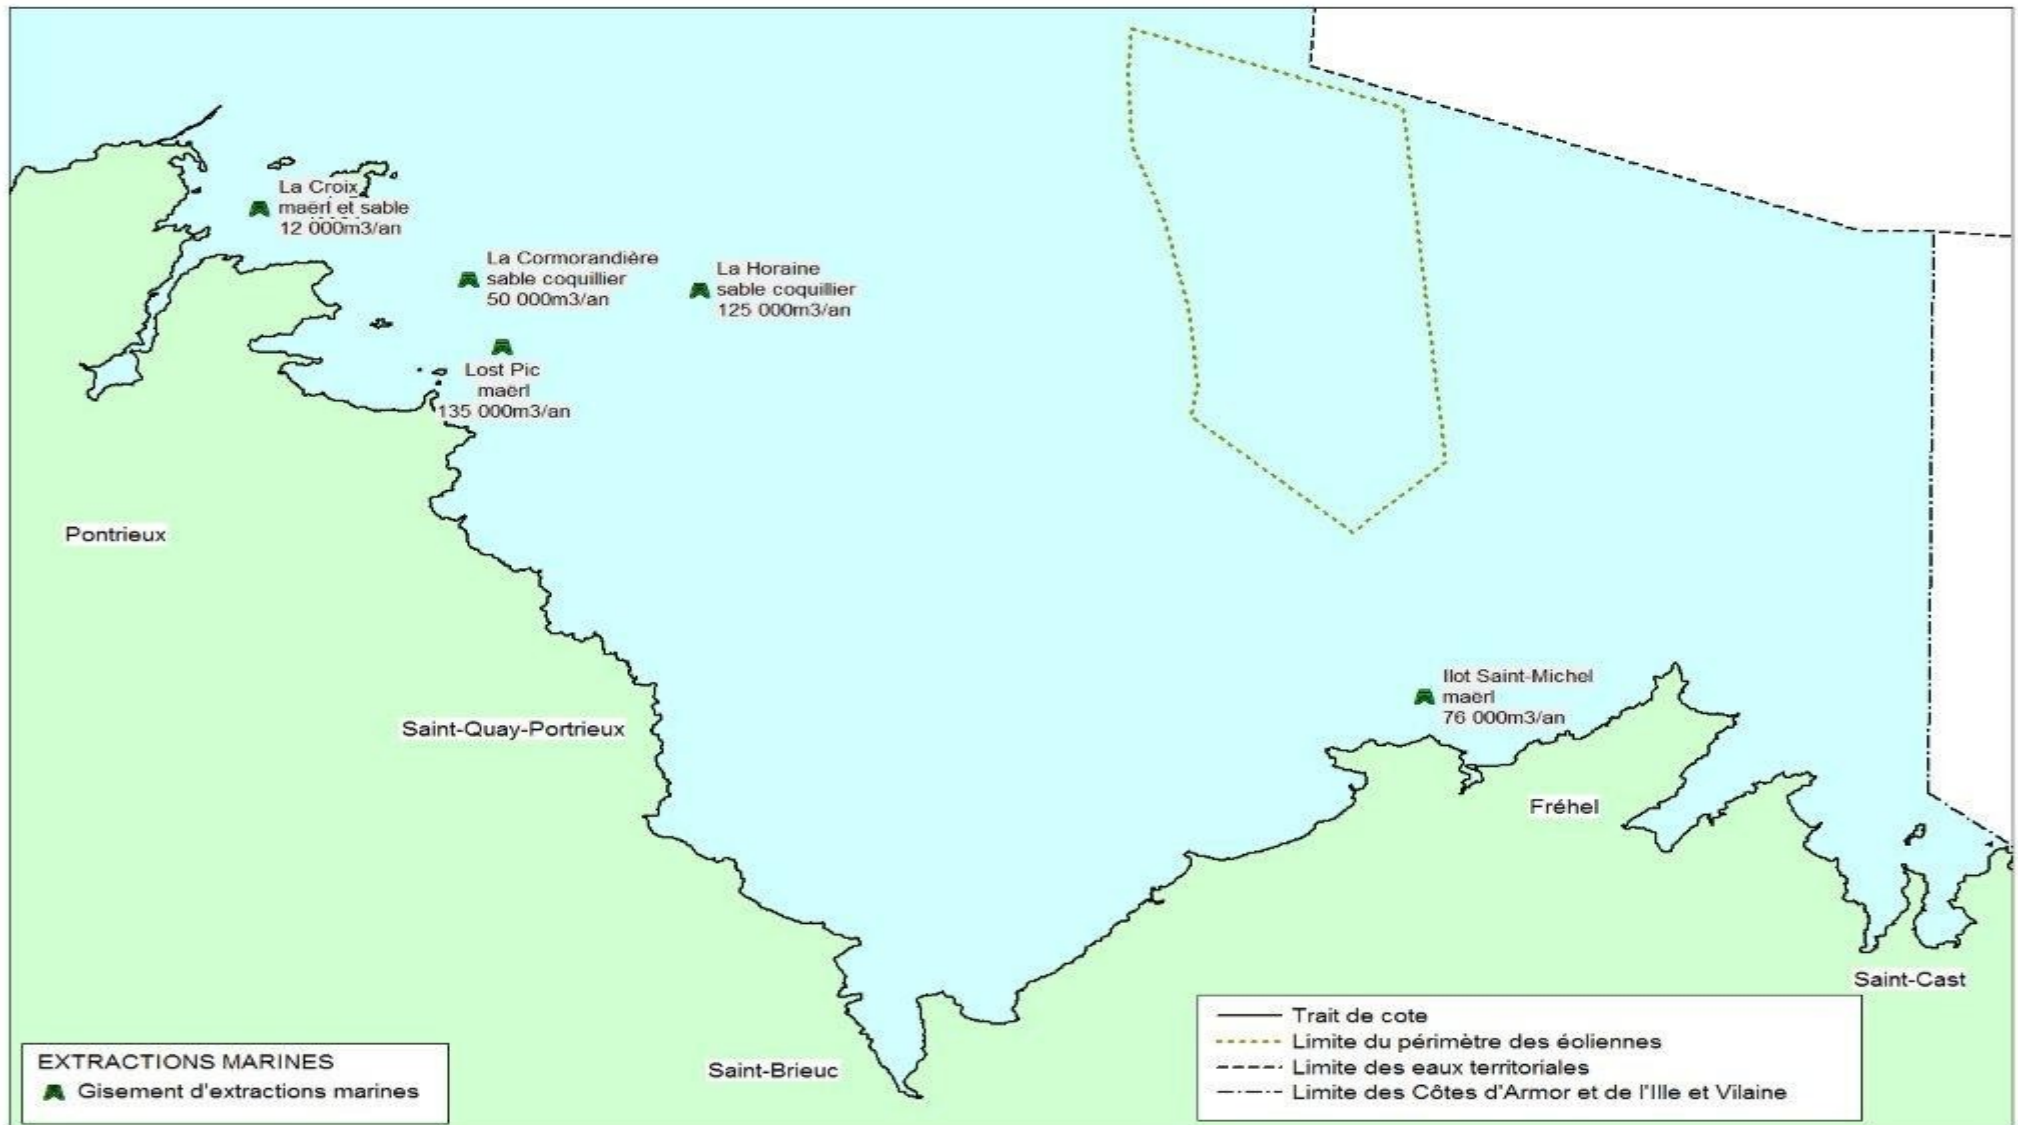 La Croix
maërl et sable
12 000m3/an
La Cormorandière
sable coquillier
50 000m3/an
La Horaine
sable coquillier
125 000m3/an
Lost Pic
maërl
135 000m3/an
Pontrieux
Saint-Quay-Portrieux
Ilot Saint-Michel
maërl
76 000m3/an
Fréhel
Saint-Cast
Saint-Brieuc
EXTRACTIONS MARINES
Gisement d'extractions marines
Trait de cote
Limite du périmètre des éoliennes
Limite des eaux territoriales
Limite des Côtes d'Armor et de l'Ille et Vilaine